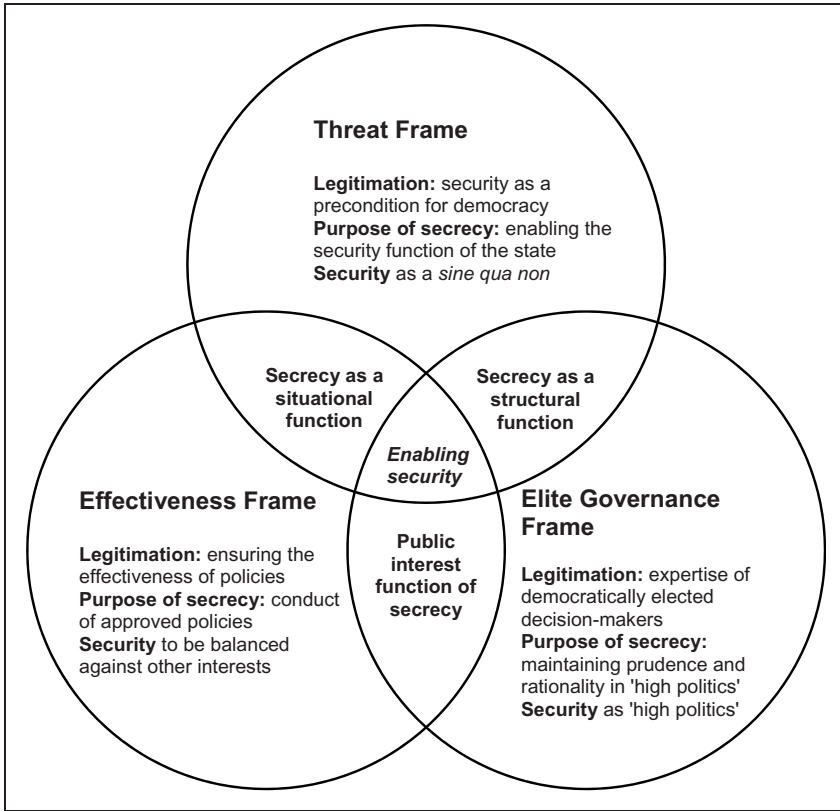 Threat Frame
Legitimation: security as a
precondition for democracy
Purpose of secrecy: enabling the
security function of the state
Security as a sine qua non
Secrecy as a
situational
function
Secrecy as a
structural
function
Enabling
security
Effectiveness Frame
Legitimation: ensuring the
effectiveness of policies
Purpose of secrecy: conduct
of approved policies
Security to be balanced
against other interests
Public
interest
function of
secrecy
Elite Governance
Frame
Legitimation: expertise of
democratically elected
decision-makers
Purpose of secrecy:
maintaining prudence and
rationality in 'high politics'
Security as 'high politics'